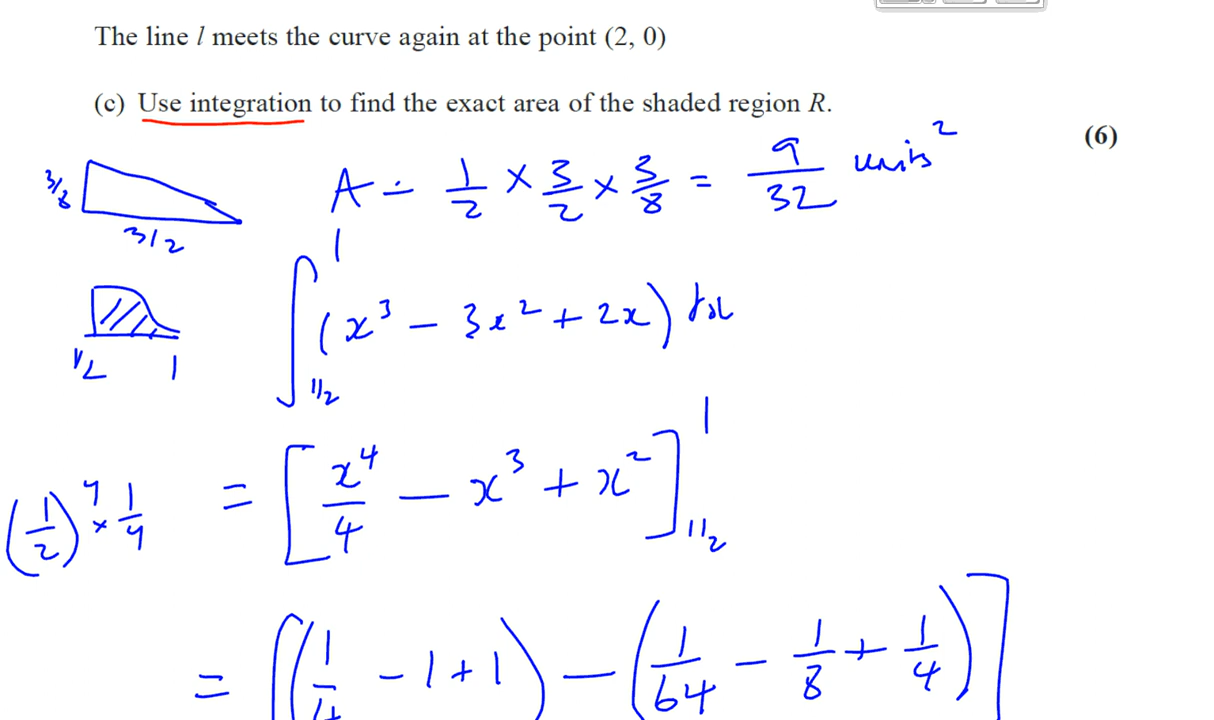 The line l meets the curve again at the point (2, 0)
(c) Use integration to find the exact area of the shaded region R.
(6)
3/8
3/2
A = 1/2 × 3/2 × 3/8 = 9/32 units²
1/2 1
∫_{1/2}^{1} (x³ − 3x² + 2x) dx
(1/2)⁴ × 1/4
= [x⁴/4 − x³ + x²]_{1/2}^{1}
= [(1/4 − 1 + 1) − (1/64 − 1/8 + 1/4)]